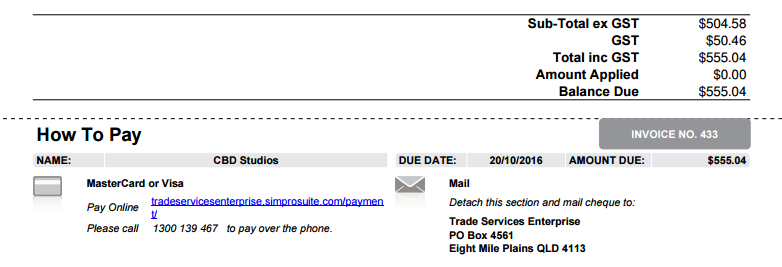 Sub-Total ex GST $504.58
GST $50.46
Total inc GST $555.04
Amount Applied $0.00
Balance Due $555.04
How To Pay
INVOICE NO. 433
NAME: CBD Studios DUE DATE: 20/10/2016 AMOUNT DUE: $555.04
MasterCard or Visa
Pay Online tradeservicesenterprise.simprosuite.com/paymen
t/
Please call 1300 139 467 to pay over the phone.
Mail
Detach this section and mail cheque to:
Trade Services Enterprise
PO Box 4561
Eight Mile Plains QLD 4113